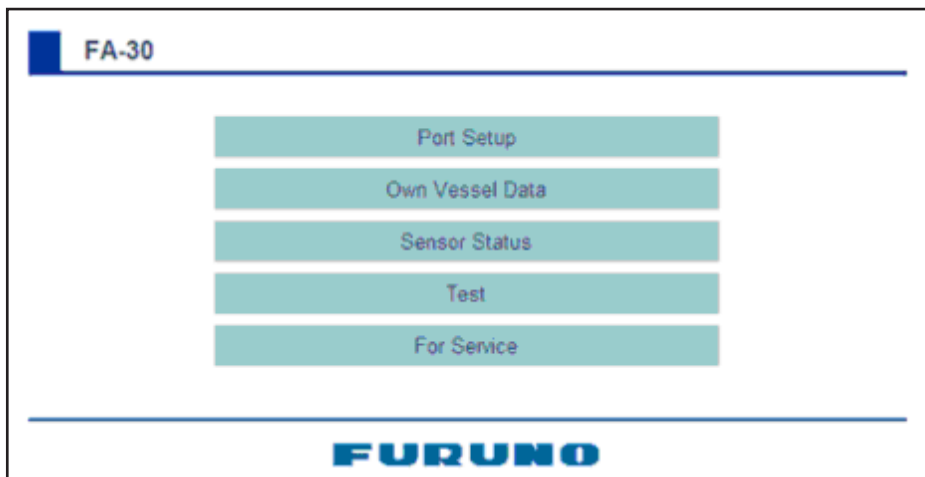 FA-30
Port Setup
Own Vessel Data
Sensor Status
Test
For Service
FURUNO